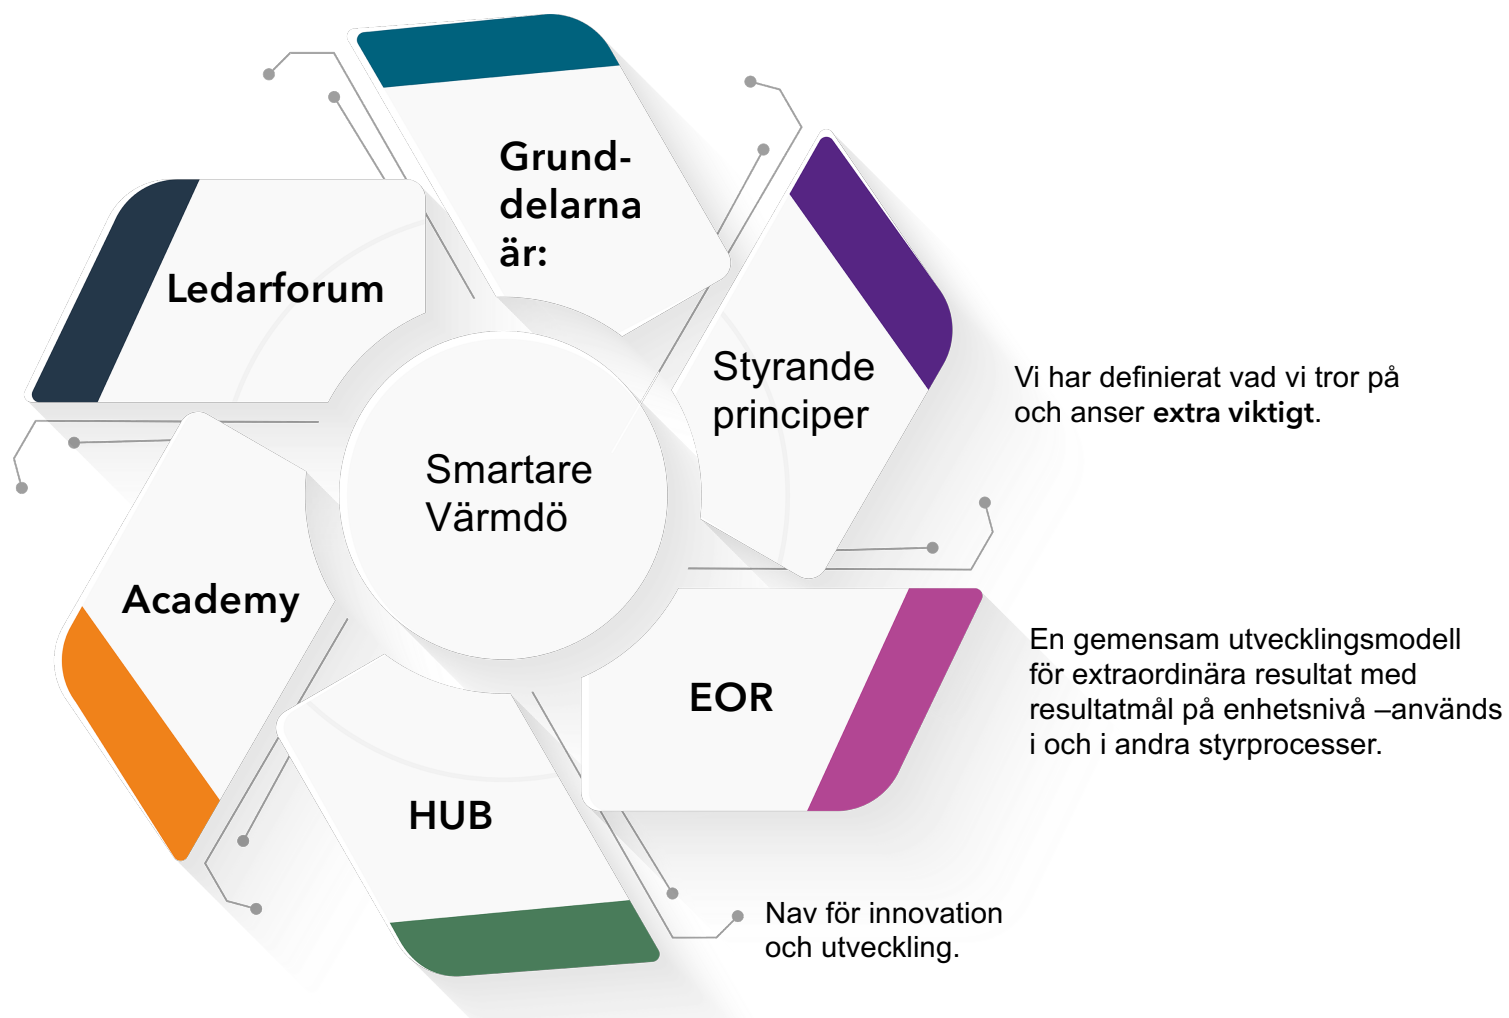 Grund-
delarna
är:
Styrande
principer
Vi har definierat vad vi tror på
och anser extra viktigt.
EOR
En gemensam utvecklingsmodell
för extraordinära resultat med
resultatmål på enhetsnivå –används
i och i andra styrprocesser.
HUB
Nav för innovation
och utveckling.
Academy
Ledarforum
Smartare
Värmdö